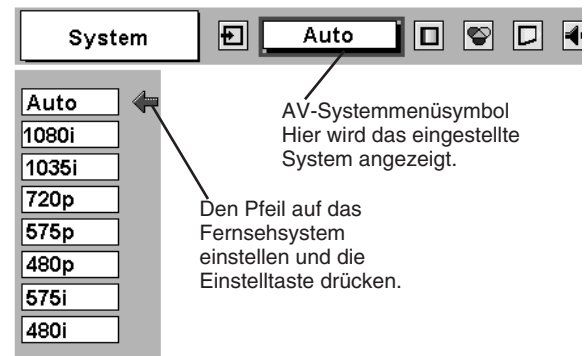 System
Auto
AV-Systemmenüsymbol
Hier wird das eingestellte
System angezeigt.
Auto
1080i
1035i
720p
575p
480p
575i
480i
Den Pfeil auf das
Fernsehsystem
einstellen und die
Einstelltaste drücken.